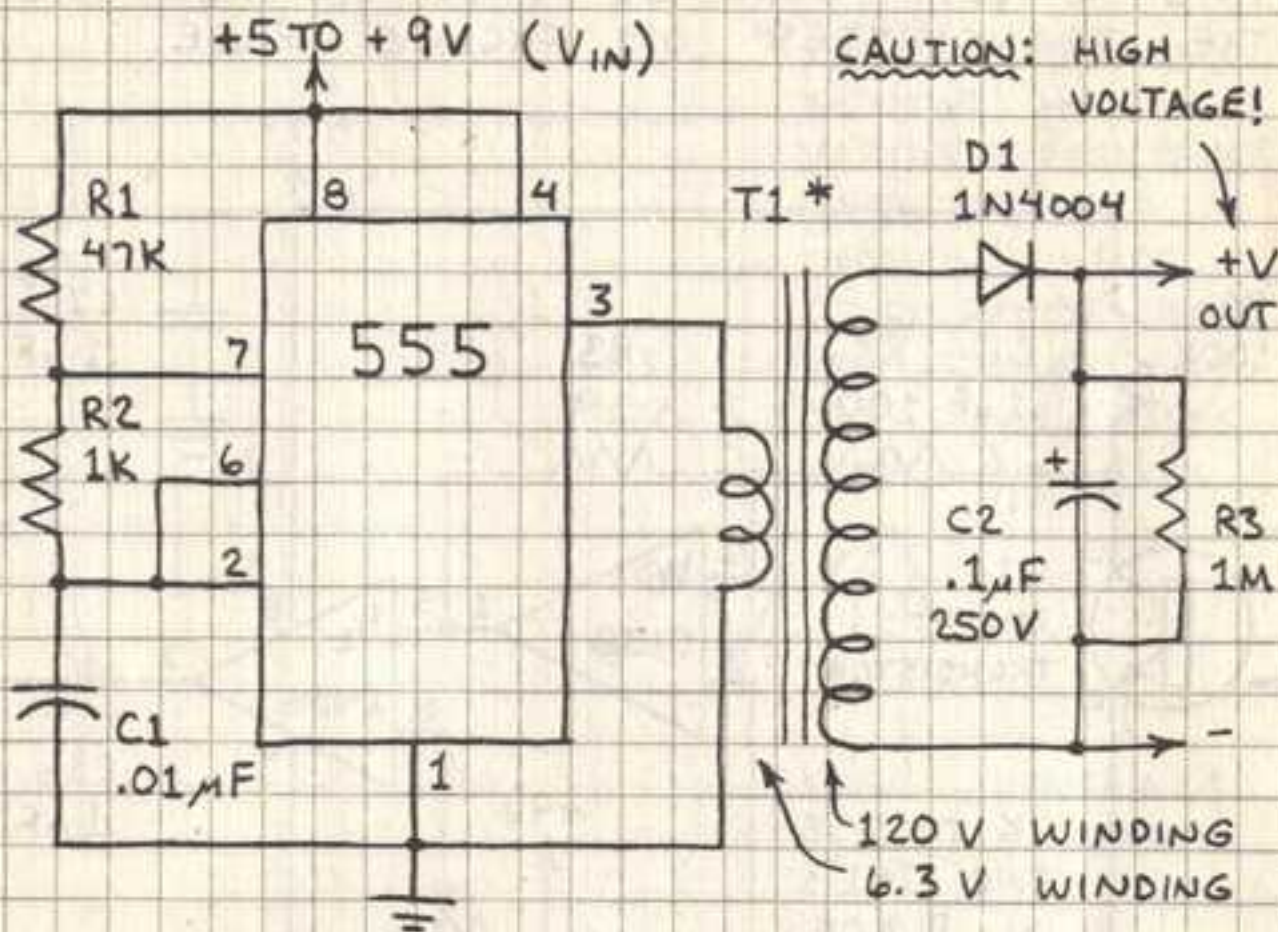 +5 TO +9V (VIN)
CAUTION: HIGH
VOLTAGE!
D1
1N4004
T1*
+V
OUT
R1
47K
8
4
3
7
555
R2
1K
6
2
C2
.1µF
250V
+
R3
1M
C1
.01µF
1
-
120 V WINDING
6.3 V WINDING